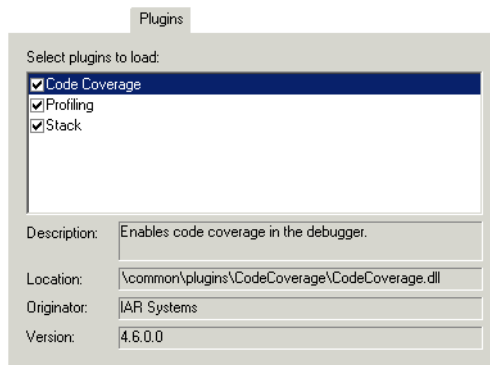 Plugins
Select plugins to load:
Code Coverage
Profiling
Stack
Description: Enables code coverage in the debugger.
Location: \common\plugins\CodeCoverage\CodeCoverage.dll
Originator: IAR Systems
Version: 4.6.0.0